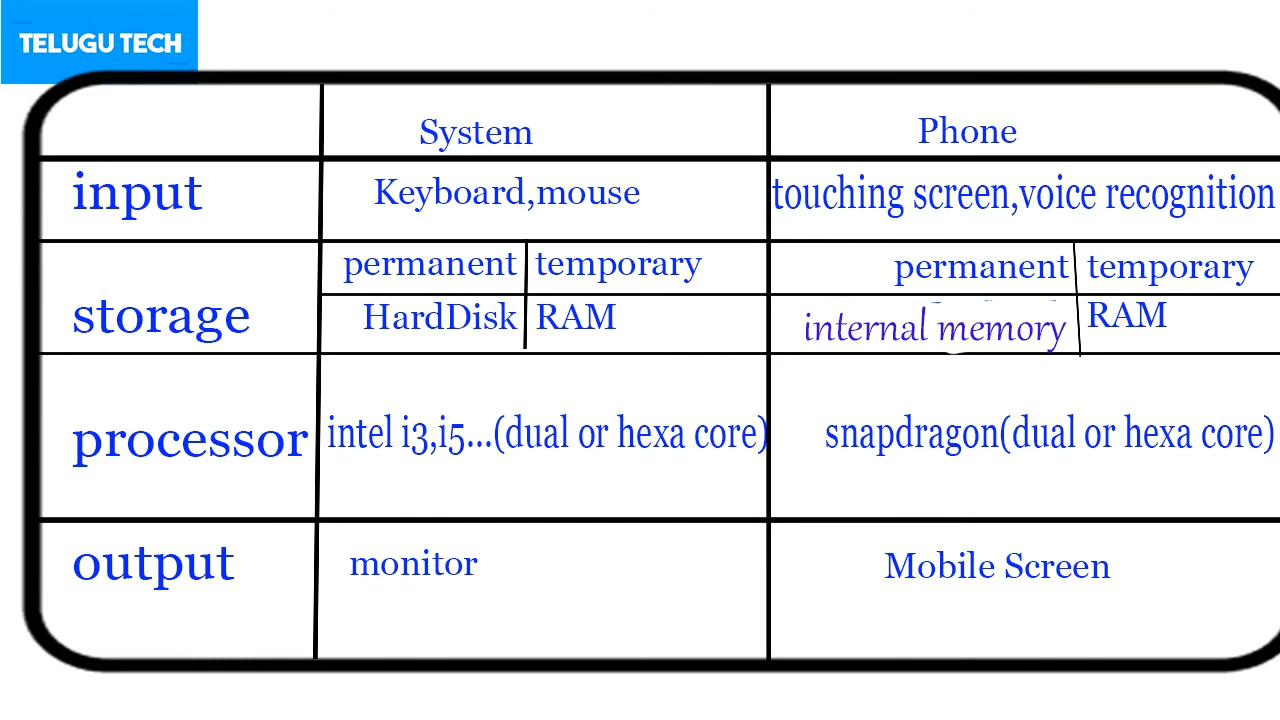 TELUGU TECH
System
Phone
input
Keyboard,mouse
touching screen,voice recognition
storage
permanent
temporary
permanent
temporary
HardDisk
RAM
internal memory
RAM
processor
intel i3,i5...(dual or hexa core)
snapdragon(dual or hexa core)
output
monitor
Mobile Screen